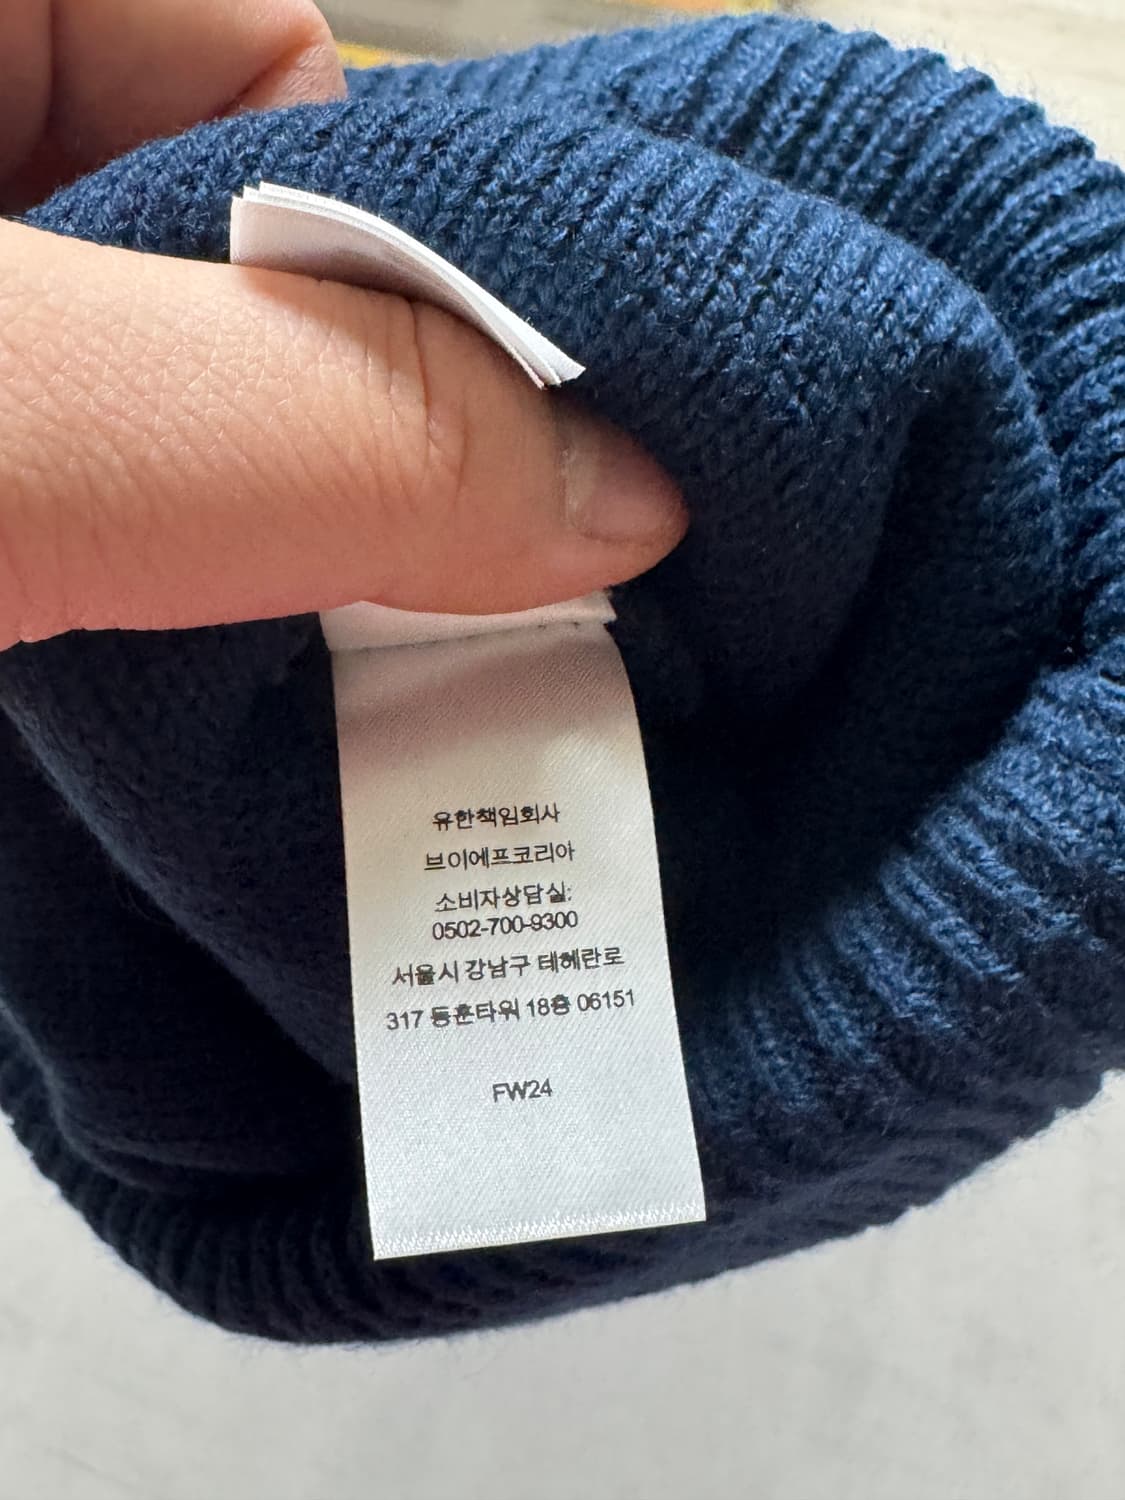 유한책임회사
브이에프코리아
소비자상담실:
0502-700-9300
서울시 강남구 테헤란로
317 동훈타워 18층 06151
FW24